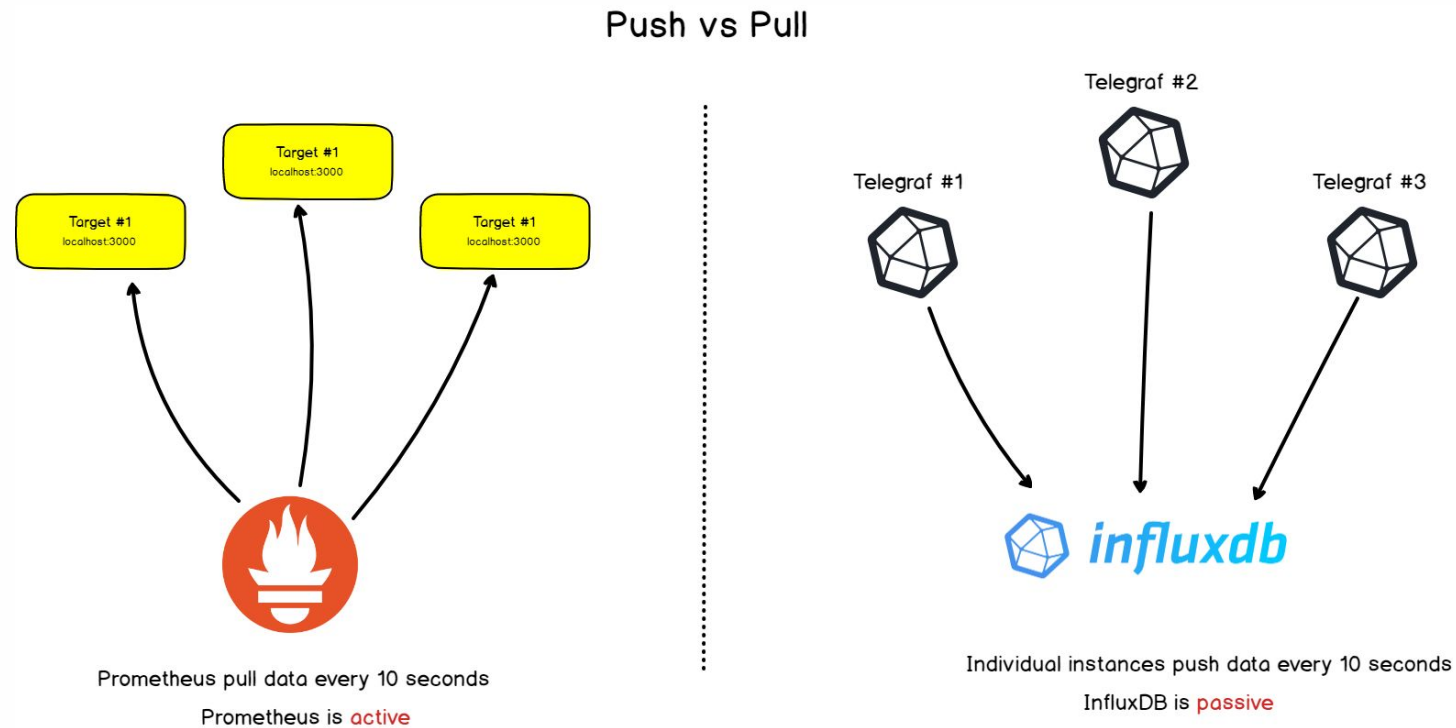 Push vs Pull
Target #1
localhost:3000
Target #1
localhost:3000
Target #1
localhost:3000
Prometheus pull data every 10 seconds
Prometheus is active
Telegraf #1
Telegraf #2
Telegraf #3
influxdb
Individual instances push data every 10 seconds
InfluxDB is passive